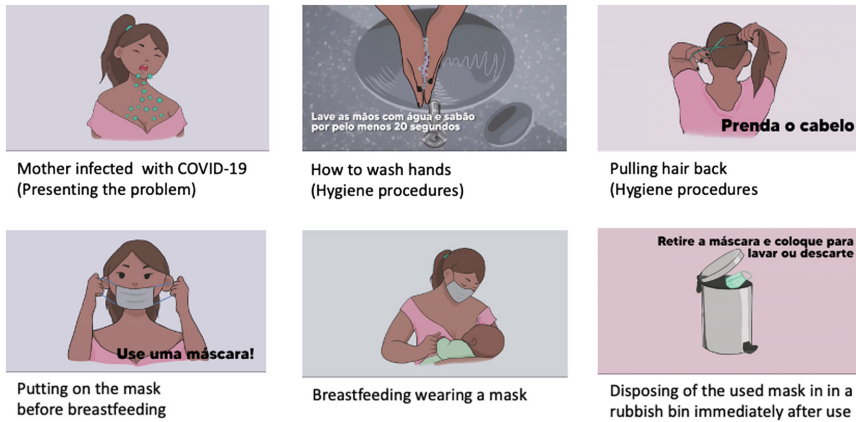 Lave as mãos com água e sabão
por pelo menos 20 segundos
Prenda o cabelo
Mother infected with COVID-19
(Presenting the problem)
How to wash hands
(Hygiene procedures)
Pulling hair back
(Hygiene procedures
Use uma máscara!
Retire a máscara e coloque para
lavar ou descarte
Putting on the mask
before breastfeeding
Breastfeeding wearing a mask
Disposing of the used mask in in a
rubbish bin immediately after use